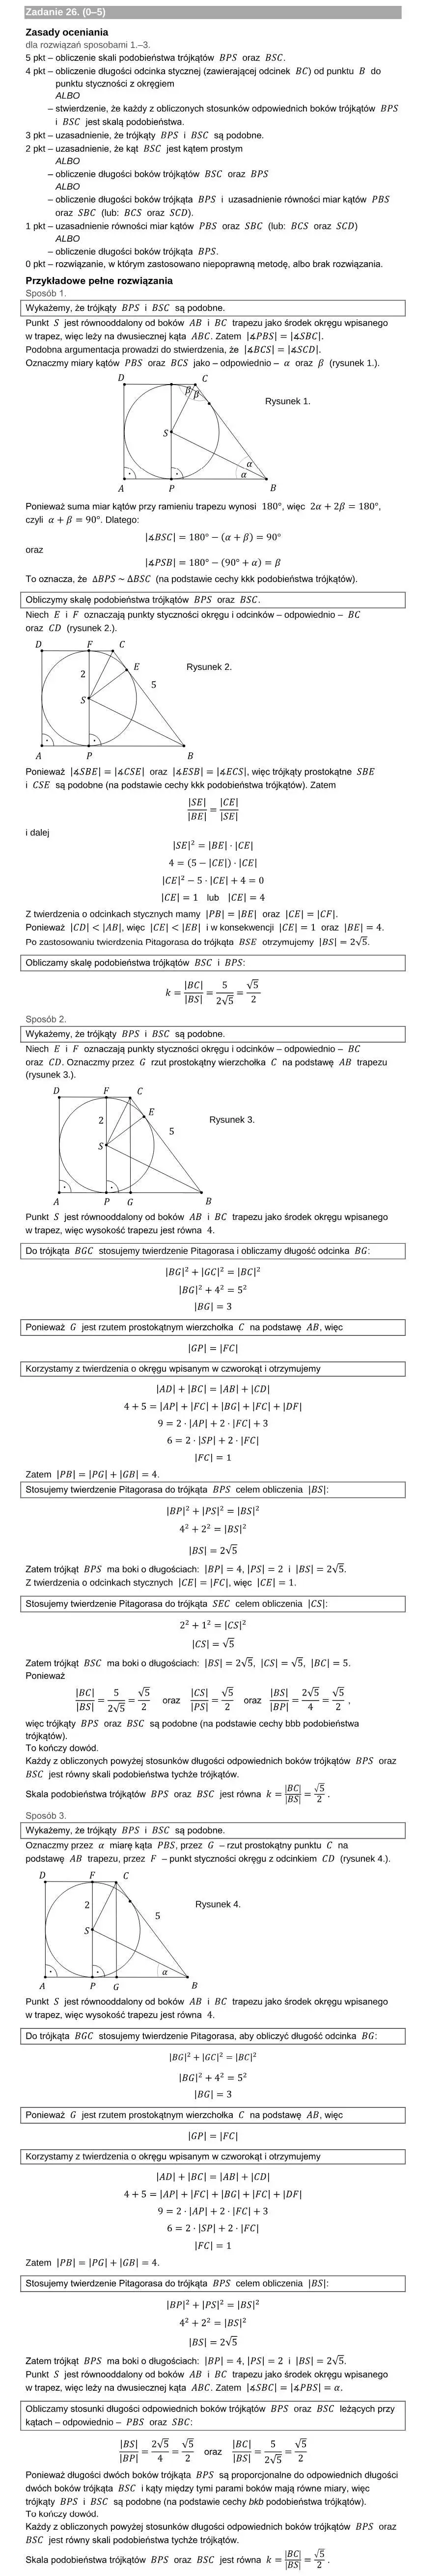 Zadanie 26. (0–5)
Zasady oceniania
dla rozwiązań sposobami 1.–3.
5 pkt – obliczenie skali podobieństwa trójkątów BPS oraz BSC.
4 pkt – obliczenie długości odcinka stycznej (zawierającej odcinek BC) od punktu B do
punktu styczności z okręgiem
ALBO
– stwierdzenie, że każdy z obliczonych stosunków odpowiednich boków trójkątów BPS
i BSC jest skalą podobieństwa.
3 pkt – uzasadnienie, że trójkąty BPS i BSC są podobne.
2 pkt – uzasadnienie, że kąt BSC jest kątem prostym
ALBO
– obliczenie długości boków trójkątów BSC oraz BPS
ALBO
– obliczenie długości boków trójkąta BPS i uzasadnienie równości miar kątów PBS
oraz SBC (lub: BCS oraz SCD).
1 pkt – uzasadnienie równości miar kątów PBS oraz SBC (lub: BCS oraz SCD)
ALBO
– obliczenie długości boków trójkąta BPS.
0 pkt – rozwiązanie, w którym zastosowano niepoprawną metodę, albo brak rozwiązania.
Przykładowe pełne rozwiązania
Sposób 1.
Wykażemy, że trójkąty BPS i BSC są podobne.
Punkt S jest równooddalony od boków AB i BC trapezu jako środek okręgu wpisanego
w trapez, więc leży na dwusiecznej kąta ABC. Zatem |∡PBS| = |∡SBC|.
Podobna argumentacja prowadzi do stwierdzenia, że |∡BCS| = |∡SCD|.
Oznaczmy miary kątów PBS oraz BCS jako – odpowiednio – α oraz β (rysunek 1.).
D C
β β
Rysunek 1.
S
α
α
A P B
Ponieważ suma miar kątów przy ramieniu trapezu wynosi 180°, więc 2α + 2β = 180°,
czyli α + β = 90°. Dlatego:
|∡BSC| = 180° − (α + β) = 90°
oraz
|∡PSB| = 180° − (90° + α) = β
To oznacza, że ΔBPS ~ ΔBSC (na podstawie cechy kkk podobieństwa trójkątów).
Obliczymy skalę podobieństwa trójkątów BPS oraz BSC.
Niech E i F oznaczają punkty styczności okręgu i odcinków – odpowiednio – BC
oraz CD (rysunek 2.).
D F C
E Rysunek 2.
2
5
S
A P B
Ponieważ |∡SBE| = |∡CSE| oraz |∡ESB| = |∡ECS|, więc trójkąty prostokątne SBE
i CSE są podobne (na podstawie cechy kkk podobieństwa trójkątów). Zatem
|SE|/|BE| = |CE|/|SE|
i dalej
|SE|² = |BE| · |CE|
4 = (5 − |CE|) · |CE|
|CE|² − 5 · |CE| + 4 = 0
|CE| = 1 lub |CE| = 4
Z twierdzenia o odcinkach stycznych mamy |PB| = |BE| oraz |CE| = |CF|.
Ponieważ |CD| < |AB|, więc |CE| < |EB| i w konsekwencji |CE| = 1 oraz |BE| = 4.
Po zastosowaniu twierdzenia Pitagorasa do trójkąta BSE otrzymujemy |BS| = 2√5.
Obliczamy skalę podobieństwa trójkątów BSC i BPS:
k = |BC|/|BS| = 5/2√5 = √5/2
Sposób 2.
Wykażemy, że trójkąty BPS i BSC są podobne.
Niech E i F oznaczają punkty styczności okręgu i odcinków – odpowiednio – BC
oraz CD. Oznaczmy przez G rzut prostokątny wierzchołka C na podstawę AB trapezu
(rysunek 3.).
D F C
E
2 Rysunek 3.
5
S
A P G B
Punkt S jest równooddalony od boków AB i BC trapezu jako środek okręgu wpisanego
w trapez, więc wysokość trapezu jest równa 4.
Do trójkąta BGC stosujemy twierdzenie Pitagorasa i obliczamy długość odcinka BG:
|BG|² + |GC|² = |BC|²
|BG|² + 4² = 5²
|BG| = 3
Ponieważ G jest rzutem prostokątnym wierzchołka C na podstawę AB, więc
|GP| = |FC|
Korzystamy z twierdzenia o okręgu wpisanym w czworokąt i otrzymujemy
|AD| + |BC| = |AB| + |CD|
4 + 5 = |AP| + |FC| + |BG| + |FC| + |DF|
9 = 2 · |AP| + 2 · |FC| + 3
6 = 2 · |SP| + 2 · |FC|
|FC| = 1
Zatem |PB| = |PG| + |GB| = 4.
Stosujemy twierdzenie Pitagorasa do trójkąta BPS celem obliczenia |BS|:
|BP|² + |PS|² = |BS|²
4² + 2² = |BS|²
|BS| = 2√5
Zatem trójkąt BPS ma boki o długościach: |BP| = 4, |PS| = 2 i |BS| = 2√5.
Z twierdzenia o odcinkach stycznych |CE| = |FC|, więc |CE| = 1.
Stosujemy twierdzenie Pitagorasa do trójkąta SEC celem obliczenia |CS|:
2² + 1² = |CS|²
|CS| = √5
Zatem trójkąt BSC ma boki o długościach: |BS| = 2√5, |CS| = √5, |BC| = 5.
Ponieważ
|BC|/|BS| = 5/2√5 = √5/2 oraz |CS|/|PS| = √5/2 oraz |BS|/|BP| = 2√5/4 = √5/2 ,
więc trójkąty BPS oraz BSC są podobne (na podstawie cechy bbb podobieństwa
trójkątów).
To kończy dowód.
Każdy z obliczonych powyżej stosunków długości odpowiednich boków trójkątów BPS oraz
BSC jest równy skali podobieństwa tychże trójkątów.
Skala podobieństwa trójkątów BPS oraz BSC jest równa k = |BC|/|BS| = √5/2 .
Sposób 3.
Wykażemy, że trójkąty BPS i BSC są podobne.
Oznaczmy przez α miarę kąta PBS, przez G – rzut prostokątny punktu C na
podstawę AB trapezu, przez F – punkt styczności okręgu z odcinkiem CD (rysunek 4.).
D F C
2 Rysunek 4.
5
S
α
A P G B
Punkt S jest równooddalony od boków AB i BC trapezu jako środek okręgu wpisanego
w trapez, więc wysokość trapezu jest równa 4.
Do trójkąta BGC stosujemy twierdzenie Pitagorasa, aby obliczyć długość odcinka BG:
|BG|² + |GC|² = |BC|²
|BG|² + 4² = 5²
|BG| = 3
Ponieważ G jest rzutem prostokątnym wierzchołka C na podstawę AB, więc
|GP| = |FC|
Korzystamy z twierdzenia o okręgu wpisanym w czworokąt i otrzymujemy
|AD| + |BC| = |AB| + |CD|
4 + 5 = |AP| + |FC| + |BG| + |FC| + |DF|
9 = 2 · |AP| + 2 · |FC| + 3
6 = 2 · |SP| + 2 · |FC|
|FC| = 1
Zatem |PB| = |PG| + |GB| = 4.
Stosujemy twierdzenie Pitagorasa do trójkąta BPS celem obliczenia |BS|:
|BP|² + |PS|² = |BS|²
4² + 2² = |BS|²
|BS| = 2√5
Zatem trójkąt BPS ma boki o długościach: |BP| = 4, |PS| = 2 i |BS| = 2√5.
Punkt S jest równooddalony od boków AB i BC trapezu jako środek okręgu wpisanego
w trapez, więc leży na dwusiecznej kąta ABC. Zatem |∡SBC| = |∡PBS| = α.
Obliczamy stosunki długości odpowiednich boków trójkątów BPS oraz BSC leżących przy
kątach – odpowiednio – PBS oraz SBC:
|BS|/|BP| = 2√5/4 = √5/2 oraz |BC|/|BS| = 5/2√5 = √5/2
Ponieważ długości dwóch boków trójkąta BPS są proporcjonalne do odpowiednich długości
dwóch boków trójkąta BSC i kąty między tymi parami boków mają równe miary, więc
trójkąty BPS i BSC są podobne (na podstawie cechy bkb podobieństwa trójkątów).
To kończy dowód.
Każdy z obliczonych powyżej stosunków długości odpowiednich boków trójkątów BPS oraz
BSC jest równy skali podobieństwa tychże trójkątów.
Skala podobieństwa trójkątów BPS oraz BSC jest równa k = |BC|/|BS| = √5/2 .